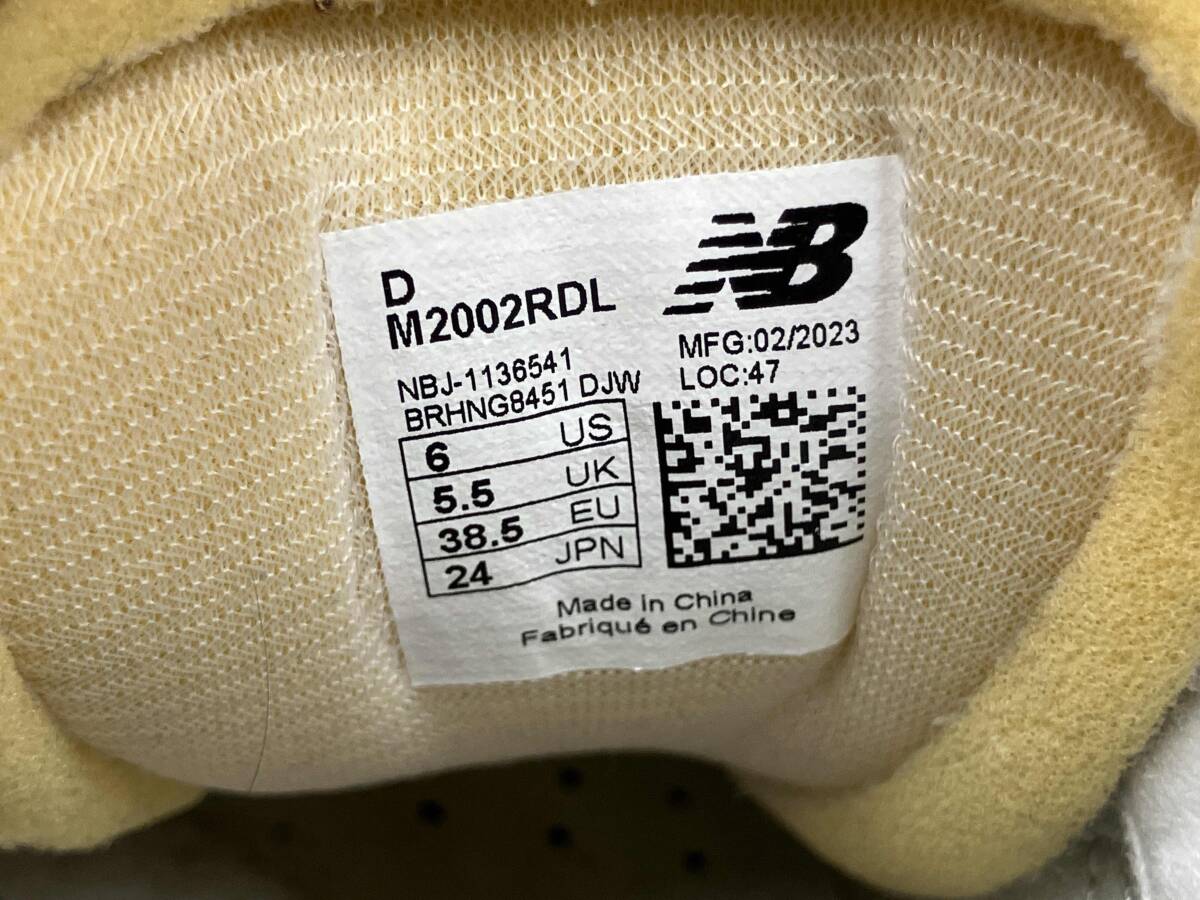 NB
D
M2002RDL
NBJ-1136541
BRHNG8451 DJW
MFG:02/2023
LOC:47
6 US
5.5 UK
38.5 EU
24 JPN
Made in China
Fabriqué en Chine